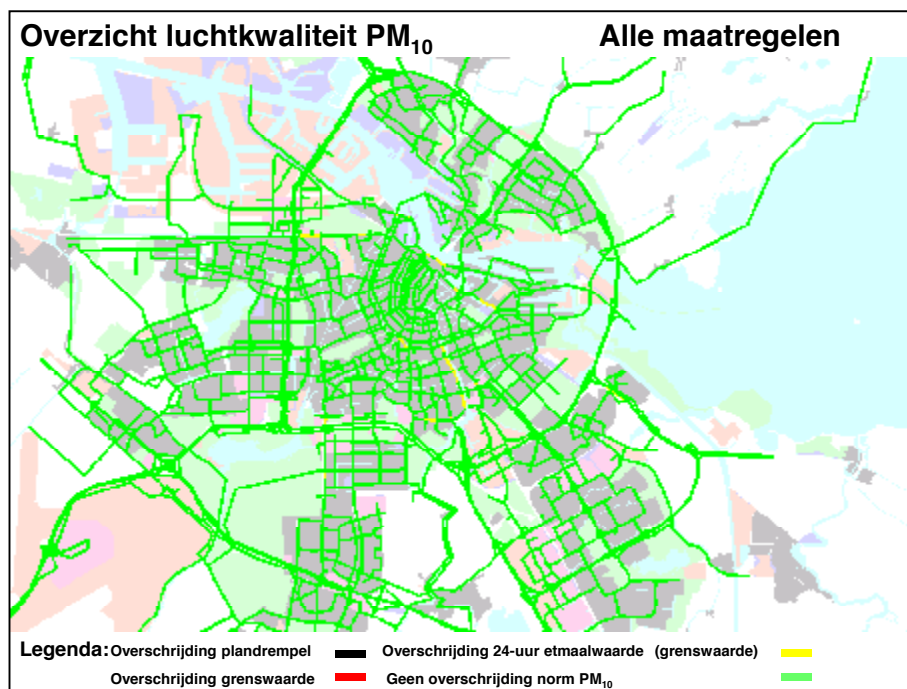 Overzicht luchtkwaliteit PM10 Alle maatregelen
Legenda: Overschrijding plandrempel Overschrijding 24-uur etmaalwaarde (grenswaarde)
Overschrijding grenswaarde Geen overschrijding norm PM10